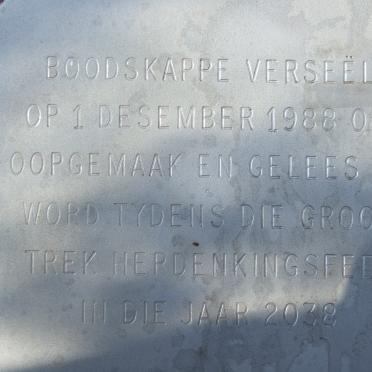 BOODSKAPPE VERSEËL
OP 1 DESEMBER 1988 O
OOPGEMAAK EN GELEES
WORD TYDENS DIE GROO
TREK HERDENKINGSFEE
IN DIE JAAR 2038